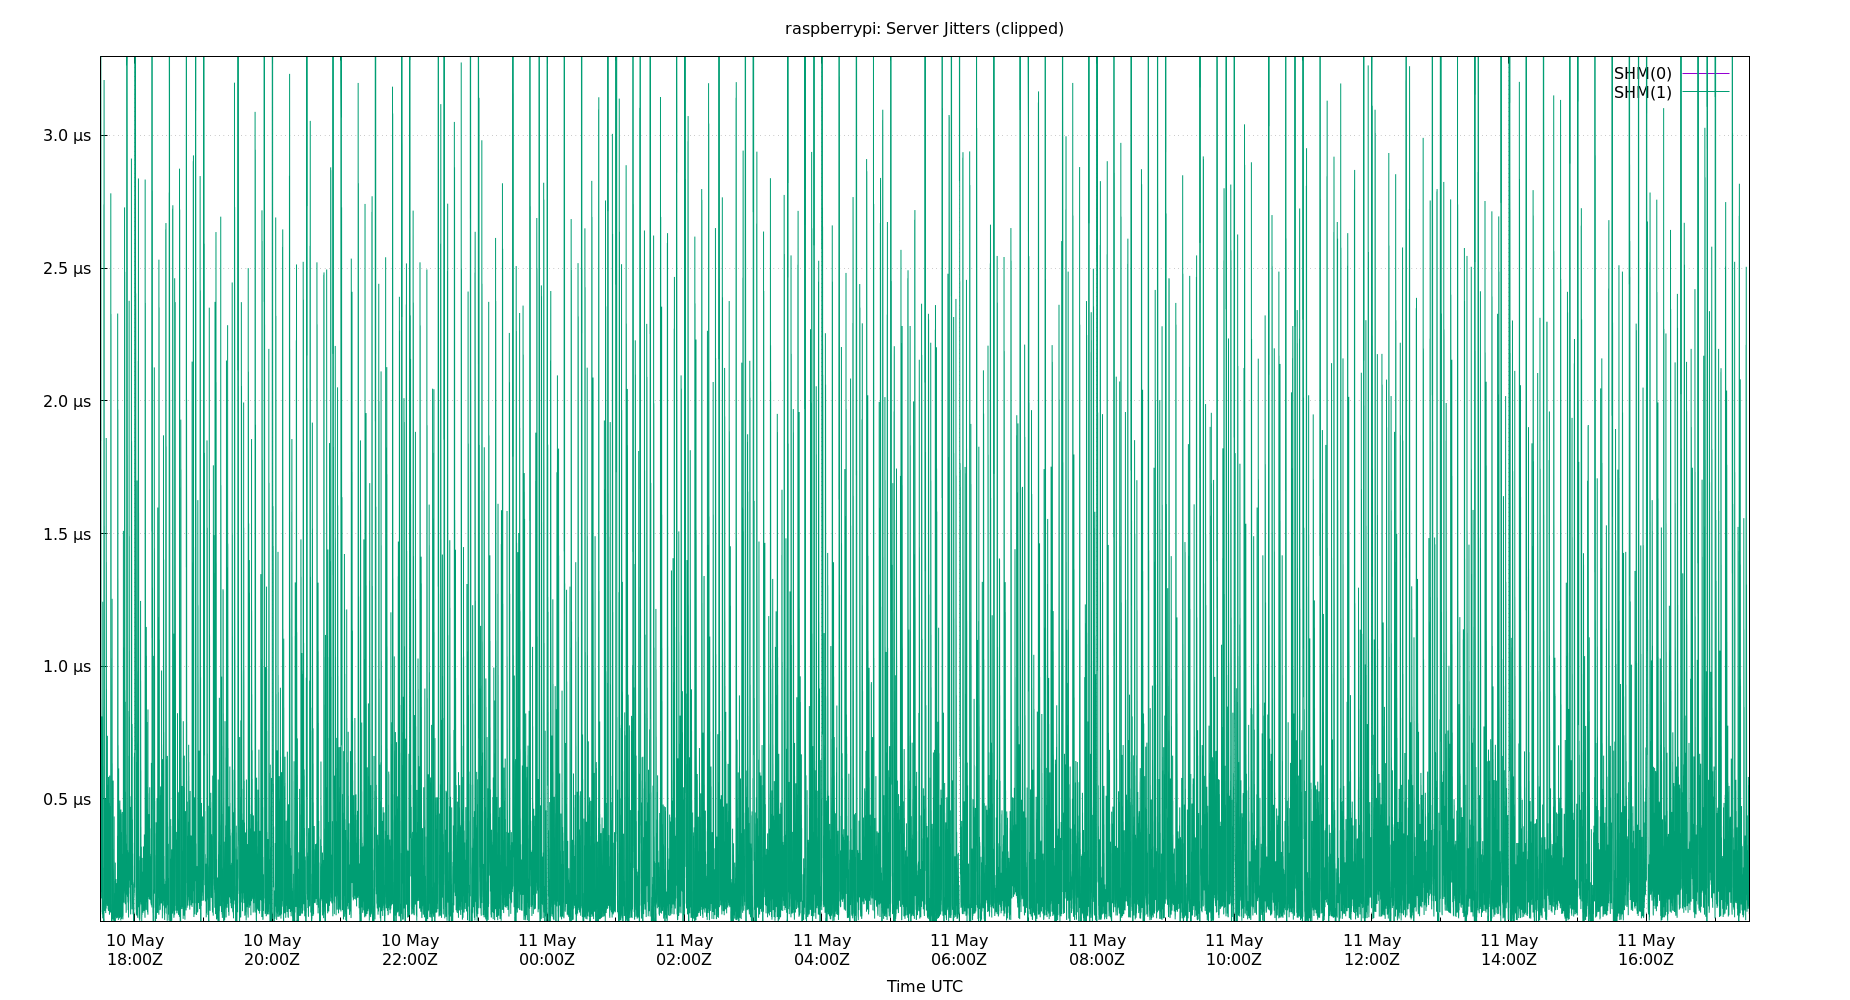 raspberrypi: Server Jitters (clipped)
SHM(0)
SHM(1)
3.0 μs
2.5 μs
2.0 μs
1.5 μs
1.0 μs
0.5 μs
10 May 10 May 10 May 11 May 11 May 11 May 11 May 11 May 11 May 11 May 11 May 11 May
18:00Z 20:00Z 22:00Z 00:00Z 02:00Z 04:00Z 06:00Z 08:00Z 10:00Z 12:00Z 14:00Z 16:00Z
Time UTC